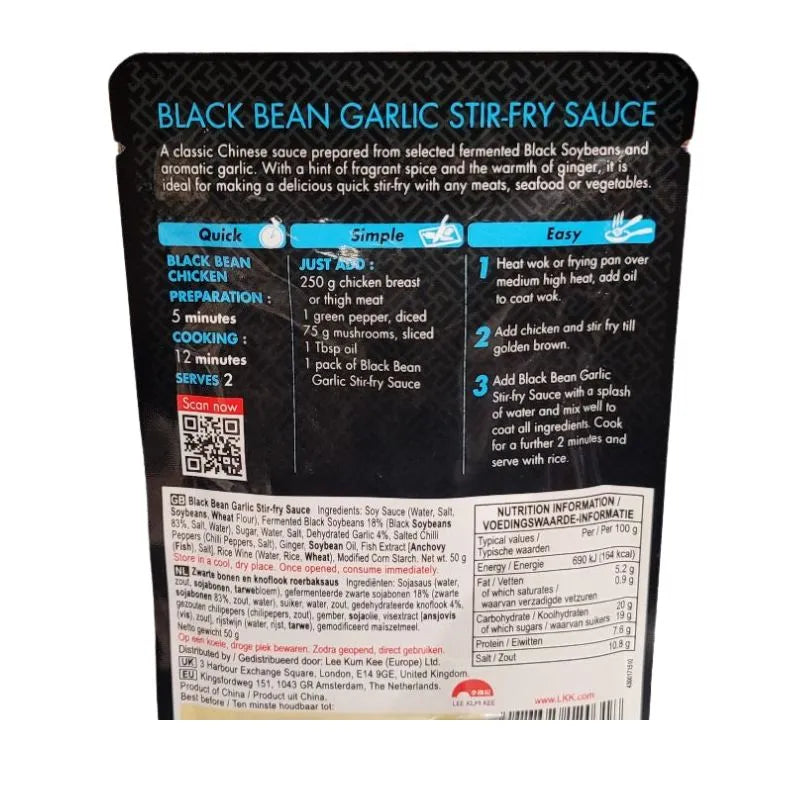 BLACK BEAN GARLIC STIR-FRY SAUCE
A classic Chinese sauce prepared from selected fermented Black Soybeans and
aromatic garlic. With a hint of fragrant spice and the warmth of ginger, it is
ideal for making a delicious quick stir-fry with any meats, seafood or vegetables.
Quick
BLACK BEAN
CHICKEN
PREPARATION :
5 minutes
COOKING :
12 minutes
SERVES 2
Scan now
Simple
JUST ADD :
250 g chicken breast
or thigh meat
1 green pepper, diced
75 g mushrooms, sliced
1 Tbsp oil
1 pack of Black Bean
Garlic Stir-fry Sauce
Easy
1 Heat wok or frying pan over
medium high heat, add oil
to coat wok.
2 Add chicken and stir fry till
golden brown.
3 Add Black Bean Garlic
Stir-fry Sauce with a splash
of water and mix well to
coat all ingredients. Cook
for a further 2 minutes and
serve with rice.
GB Black Bean Garlic Stir-fry Sauce Ingredients: Soy Sauce (Water, Salt,
Soybeans, Wheat Flour), Fermented Black Soybeans 18% (Black Soybeans
83%, Salt, Water), Sugar, Water, Salt, Dehydrated Garlic 4%, Salted Chilli
Peppers (Chili Peppers, Salt), Ginger, Soybean Oil, Fish Extract [Anchovy
(Fish), Salt], Rice Wine (Water, Rice, Wheat), Modified Corn Starch. Net wt. 50 g
Store in a cool, dry place. Once opened, consume immediately.
NL Zwarte bonen en knoflook roerbaksaus Ingrediënten: Sojasaus (water,
zout, sojabonen, tarwebloem), gefermenteerde zwarte sojabonen 18% (zwarte
sojabonen 83%, zout, water), suiker, water, zout, gedehydrateerde knoflook 4%,
gezouten chilipepers (chilipepers, zout), gember, sojaolie, visextract [ansjovis
(vis), zout], rijstwijn (water, rijst, tarwe), gemodificeerd maïszetmeel.
Netto gewicht 50 g
Op een koele, droge plek bewaren. Zodra geopend, direct gebruiken.
Distributed by / Gedistribueerd door: Lee Kum Kee (Europe) Ltd.
UK 3 Harbour Exchange Square, London, E14 9GE, United Kingdom.
EU Kingsfordweg 151, 1043 GR Amsterdam, The Netherlands.
Product of China / Product uit China.
Best before / Ten minste houdbaar tot:
NUTRITION INFORMATION /
VOEDINGSWAARDE-INFORMATIE
Typical values / Per / Per 100 g
Typische waarden
Energy / Energie 690 kJ (164 kcal)
Fat / Vetten 5.2 g
of which saturates / 0.9 g
waarvan verzadigde vetzuren
Carbohydrate / Koolhydraten 20 g
of which sugars / waarvan suikers 19 g
Protein / Eiwitten 7.6 g
Salt / Zout 10.8 g
李錦記
LEE KUM KEE
www.LKK.com